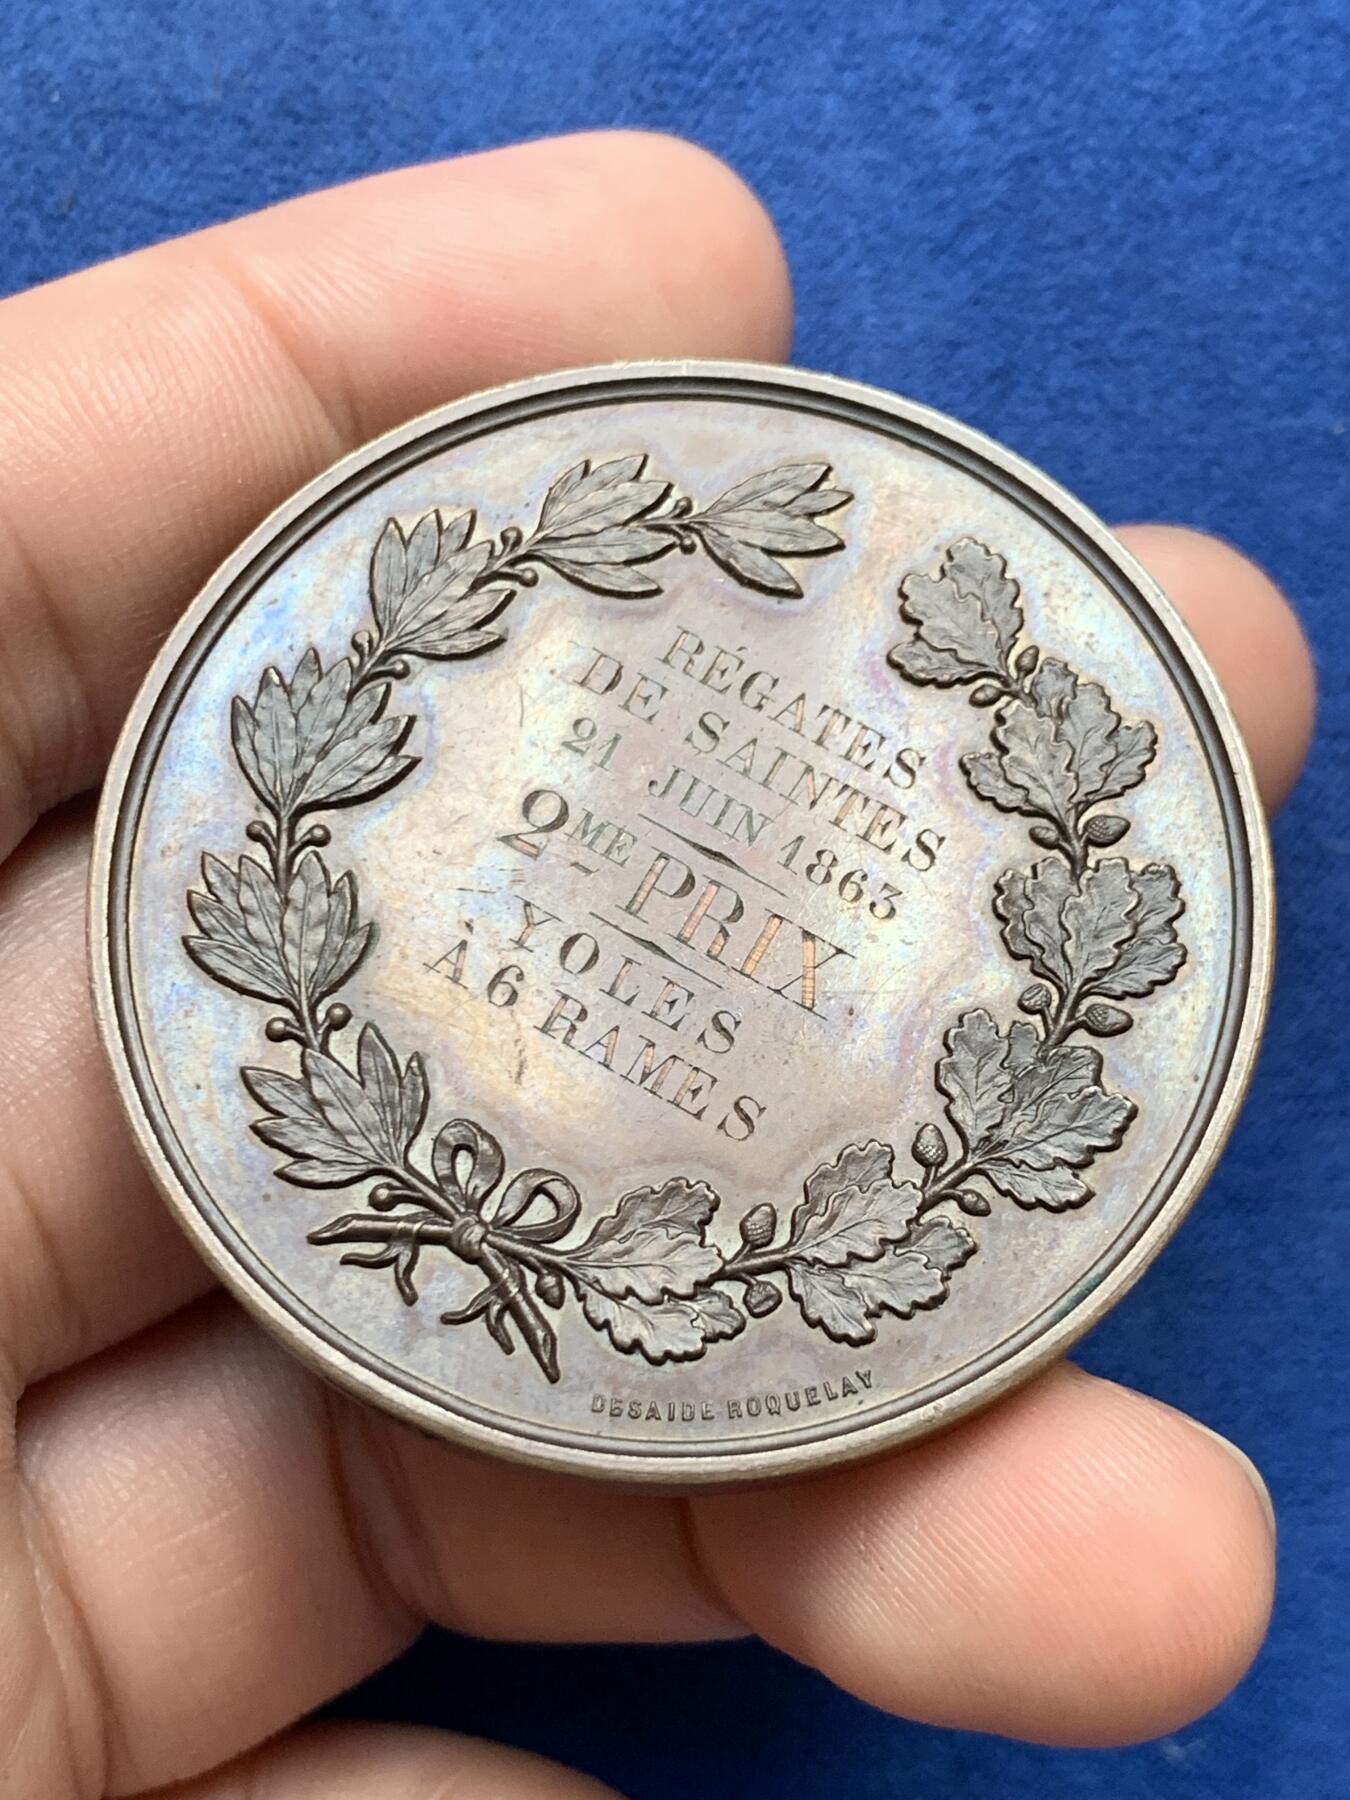 RÉGATES
DE SAINTES
21 JUIN 1863
2ME PRIX
YOLES
À 6 RAMES
DESAIDE-ROQUELAY